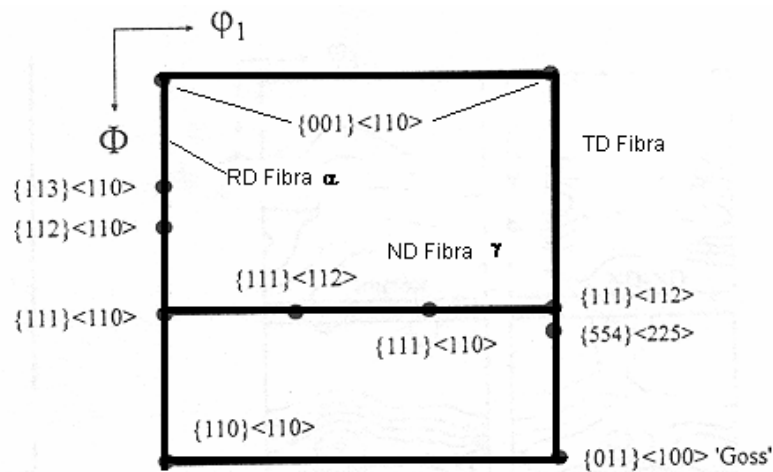 φ1
Φ
{001}<110>
TD Fibra
RD Fibra α
{113}<110>
{112}<110>
ND Fibra γ
{111}<112>
{111}<112>
{111}<110>
{111}<110>
{554}<225>
{110}<110>
{011}<100> 'Goss'